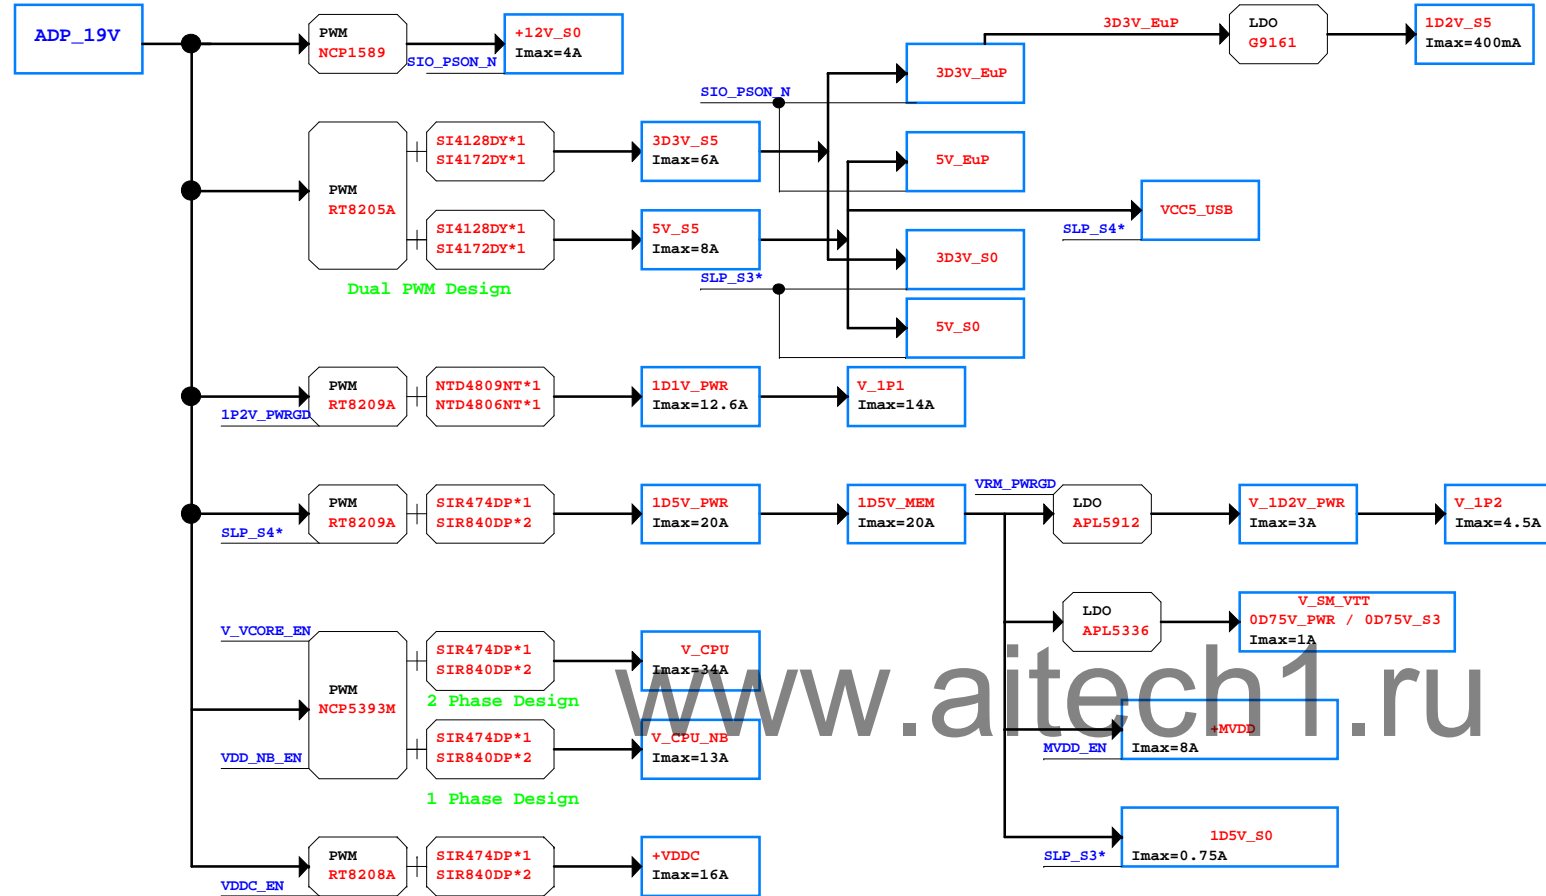 ADP_19V
PWM
NCP1589
SIO_PSON_N
+12V_S0
Imax=4A
3D3V_EuP
LDO
G9161
1D2V_S5
Imax=400mA
SIO_PSON_N
3D3V_EuP
PWM
RT8205A
SI4128DY*1
SI4172DY*1
3D3V_S5
Imax=6A
5V_EuP
SI4128DY*1
SI4172DY*1
5V_S5
Imax=8A
VCC5_USB
SLP_S4*
Dual PWM Design
SLP_S3*
3D3V_S0
5V_S0
1P2V_PWRGD
PWM
RT8209A
NTD4809NT*1
NTD4806NT*1
1D1V_PWR
Imax=12.6A
V_1P1
Imax=14A
SLP_S4*
PWM
RT8209A
SIR474DP*1
SIR840DP*2
1D5V_PWR
Imax=20A
1D5V_MEM
Imax=20A
VRM_PWRGD
LDO
APL5912
V_1D2V_PWR
Imax=3A
V_1P2
Imax=4.5A
LDO
APL5336
V_SM_VTT
0D75V_PWR / 0D75V_S3
Imax=1A
V_VCORE_EN
PWM
NCP5393M
VDD_NB_EN
SIR474DP*1
SIR840DP*2
V_CPU
Imax=34A
2 Phase Design
SIR474DP*1
SIR840DP*2
V_CPU_NB
Imax=13A
1 Phase Design
www.aitech1.ru
+MVDD
MVDD_EN
Imax=8A
1D5V_S0
SLP_S3*
Imax=0.75A
VDDC_EN
PWM
RT8208A
SIR474DP*1
SIR840DP*2
+VDDC
Imax=16A